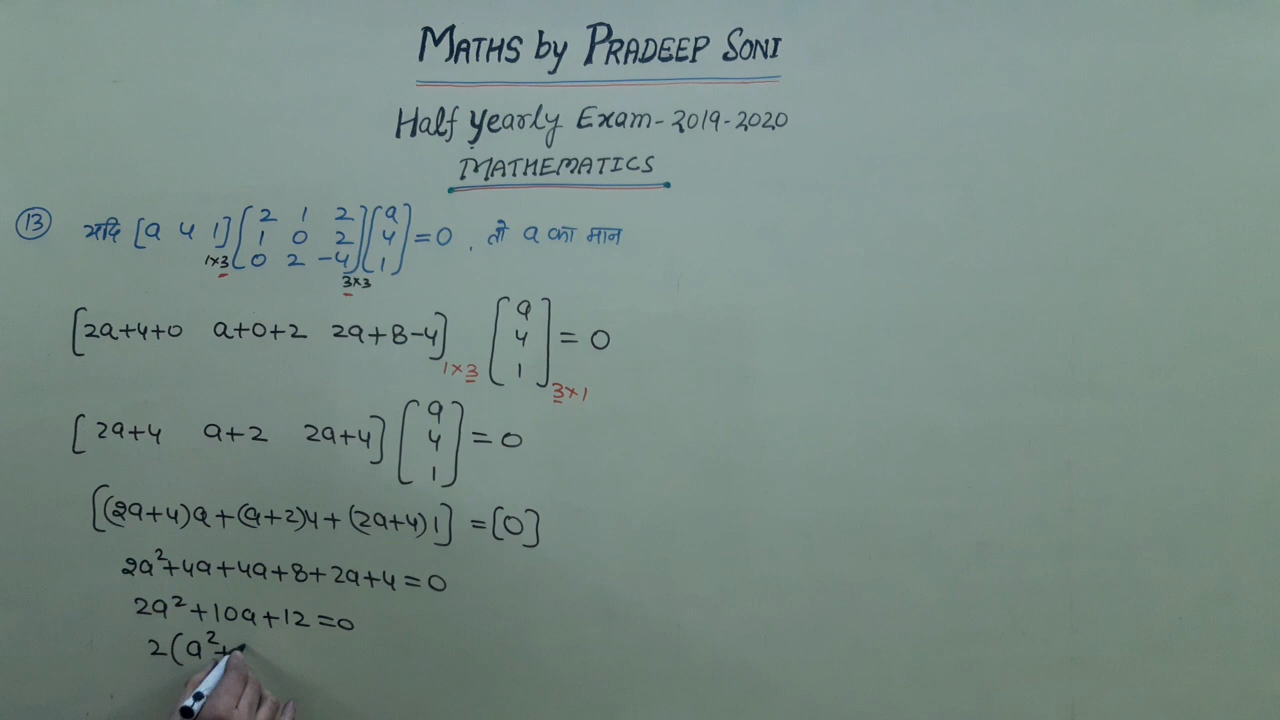 MATHS by PRADEEP SONI
Half Yearly Exam-2019-2020
MATHEMATICS
13 यदि [a 4 1] [2 1 2 [a
1 0 2 4 =0 , तो a का मान
1×3 0 2 -4] 1]
3×3
[2a+4+0 a+0+2 2a+8-4] [a 4 1] = 0
1×3 3×1
[2a+4 a+2 2a+4] [a 4 1] = 0
[(2a+4)a+(a+2)4+(2a+4)1] = [0]
2a²+4a+4a+8+2a+4=0
2a²+10a+12=0
2(a²+